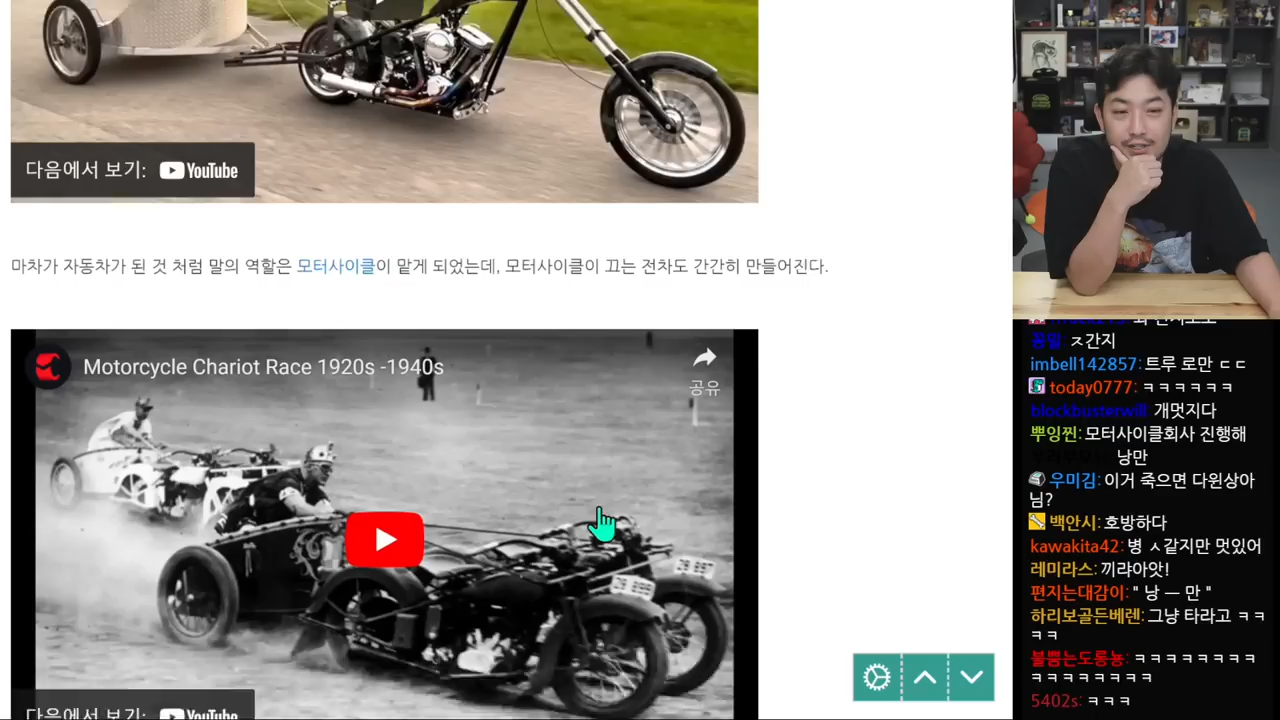 다음에서 보기: YouTube
마차가 자동차가 된 것 처럼 말의 역할은 모터사이클이 맡게 되었는데, 모터사이클이 끄는 전차도 간간히 만들어진다.
Motorcycle Chariot Race 1920s -1940s
공유
다음에서 보기: YouTube
꽁말 ㅈ간지
imbell142857: 트루 로만 ㄷㄷ
today0777: ㅋㅋㅋㅋㅋㅋ
blockbusterwill: 개멋지다
뿌잉찐: 모터사이클회사 진행해
낭만
우미김: 이거 죽으면 다윈상아
님?
백안시: 호방하다
kawakita42: 병 ㅅ같지만 멋있어
레미라스: 끼랴아앗!
편지는대감이: " 낭 ㅡ 만 "
하리보골든베렌: 그냥 타라고 ㅋㅋ
ㅋㅋ
불뿜는도롱뇽: ㅋㅋㅋㅋㅋㅋㅋㅋ
ㅋㅋㅋㅋㅋㅋㅋㅋ
5402s: ㅋㅋㅋ